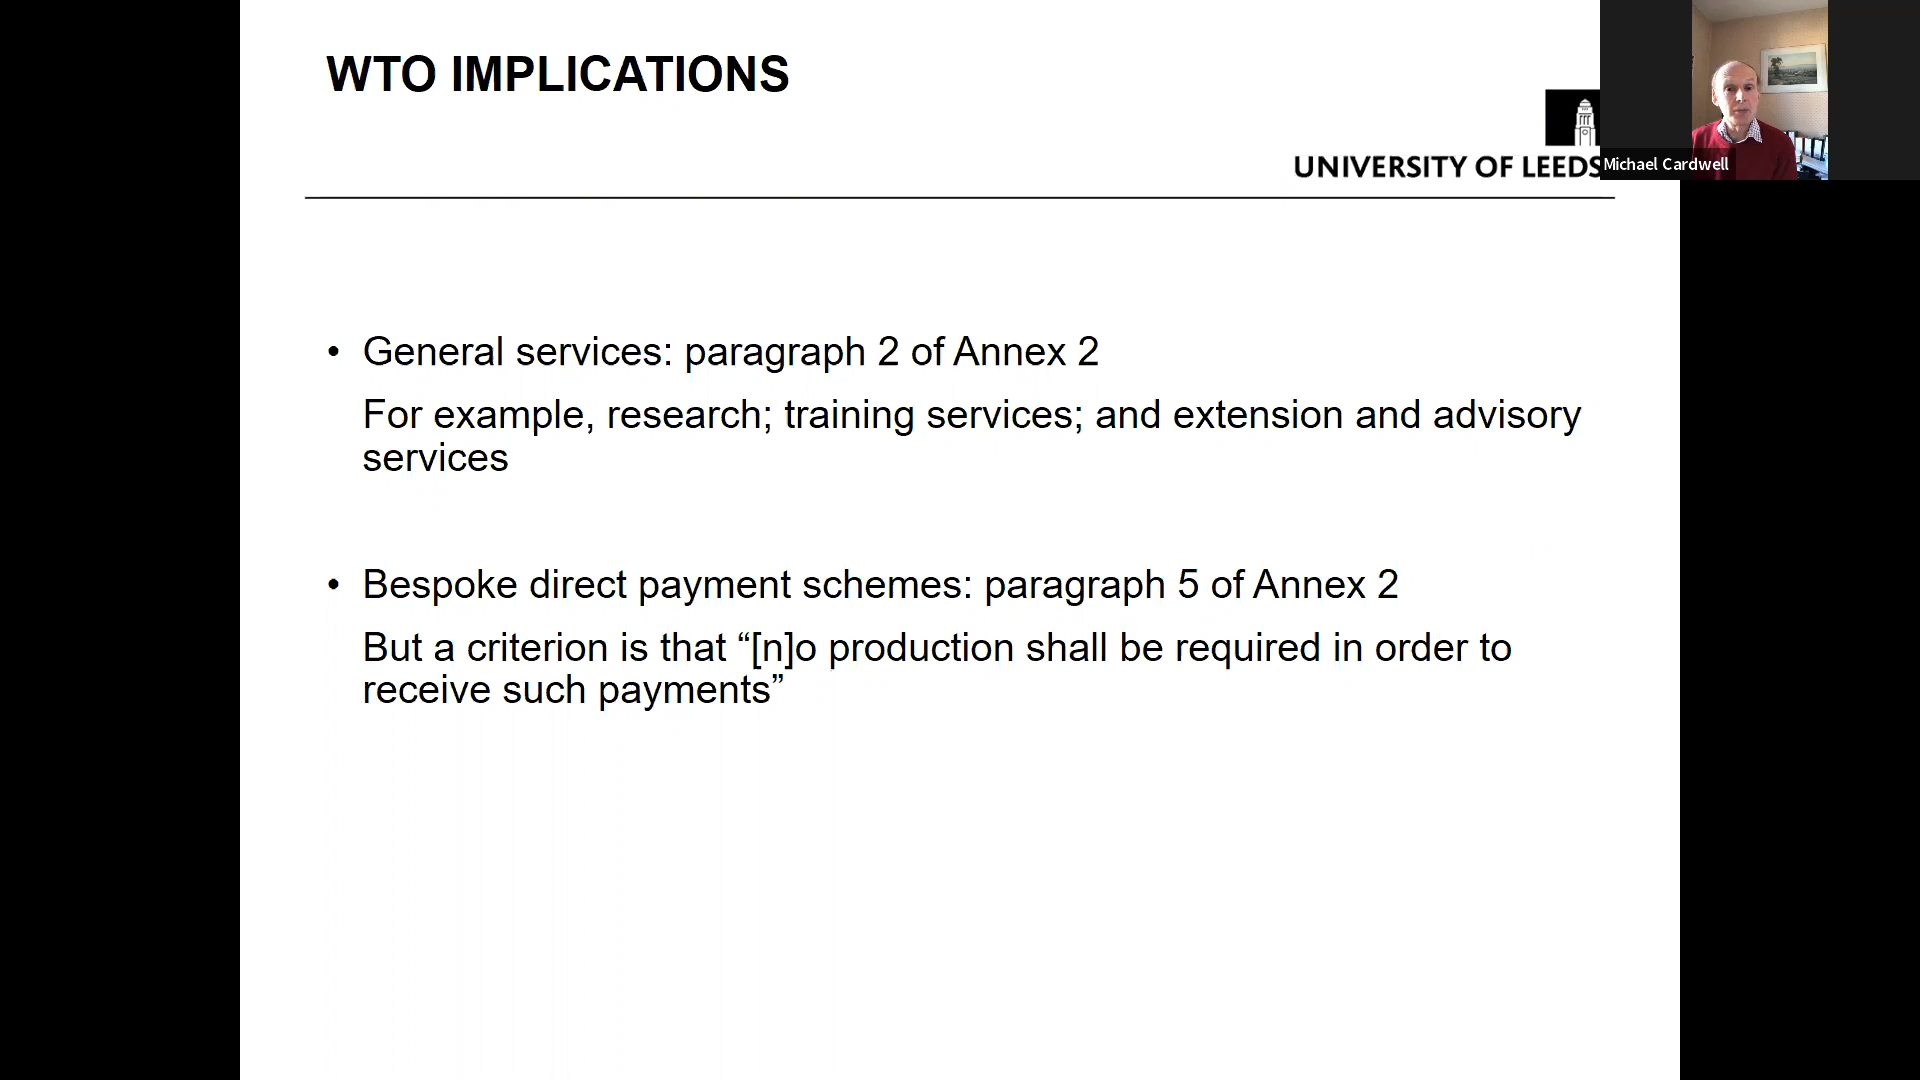 WTO IMPLICATIONS
UNIVERSITY OF LEEDS
Michael Cardwell
• General services: paragraph 2 of Annex 2
For example, research; training services; and extension and advisory
services
• Bespoke direct payment schemes: paragraph 5 of Annex 2
But a criterion is that “[n]o production shall be required in order to
receive such payments”